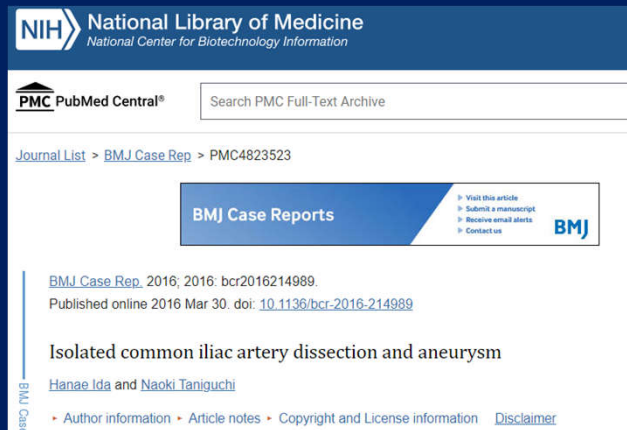 NIH National Library of Medicine
National Center for Biotechnology Information
PMC PubMed Central®
Search PMC Full-Text Archive
Journal List > BMJ Case Rep > PMC4823523
BMJ Case Reports
Visit this article
Submit a manuscript
Receive email alerts
Contact us
BMJ
BMJ Case Rep. 2016; 2016: bcr2016214989.
Published online 2016 Mar 30. doi: 10.1136/bcr-2016-214989
Isolated common iliac artery dissection and aneurysm
Hanae Ida and Naoki Taniguchi
Author information Article notes Copyright and License information Disclaimer
BMJ Case